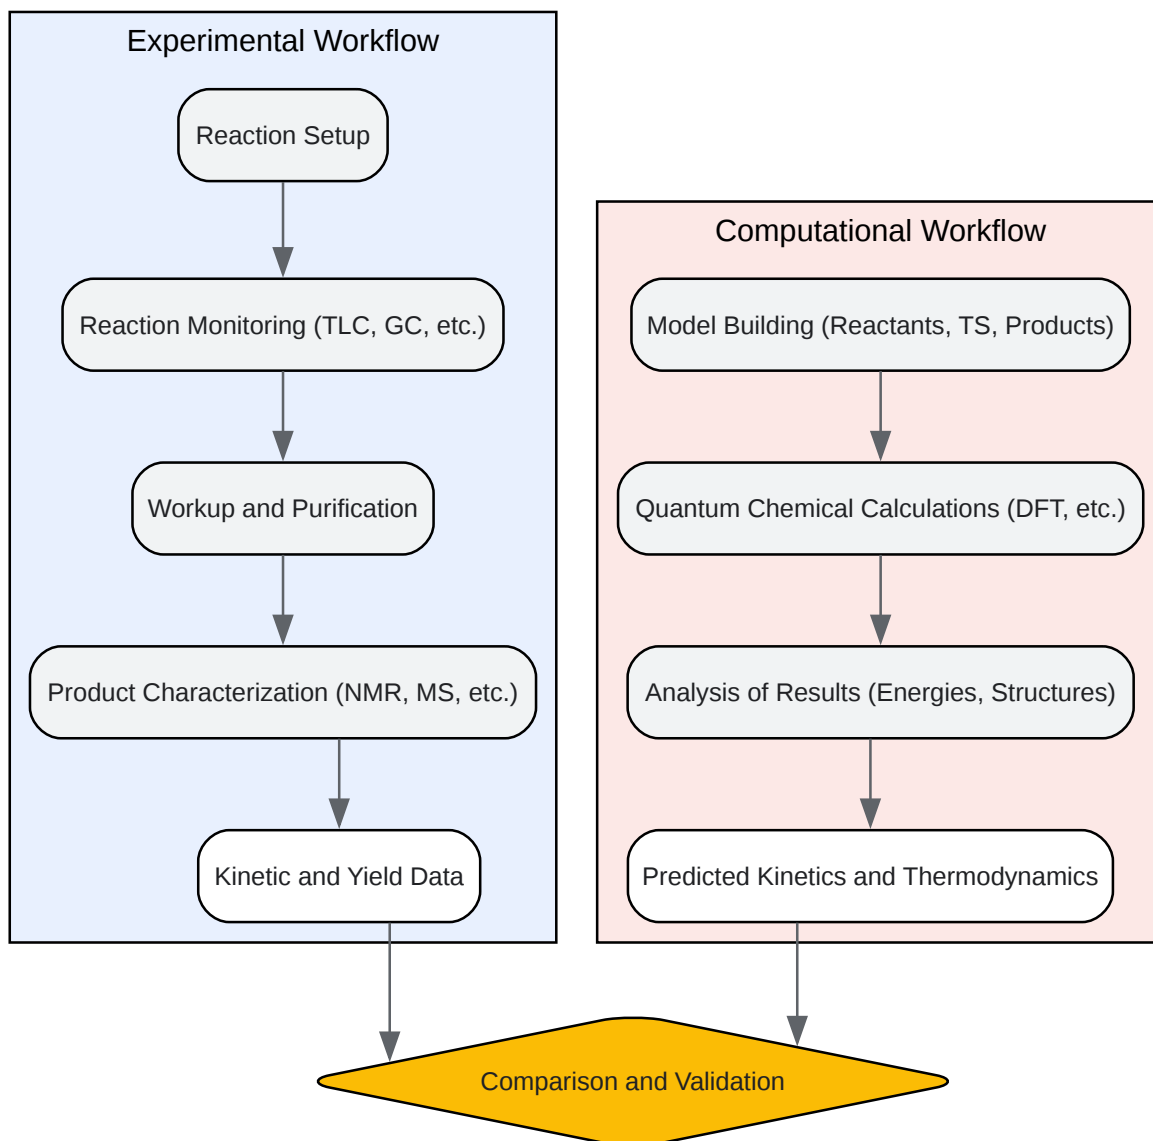 Experimental Workflow
Reaction Setup
Reaction Monitoring (TLC, GC, etc.)
Workup and Purification
Product Characterization (NMR, MS, etc.)
Kinetic and Yield Data
Computational Workflow
Model Building (Reactants, TS, Products)
Quantum Chemical Calculations (DFT, etc.)
Analysis of Results (Energies, Structures)
Predicted Kinetics and Thermodynamics
Comparison and Validation